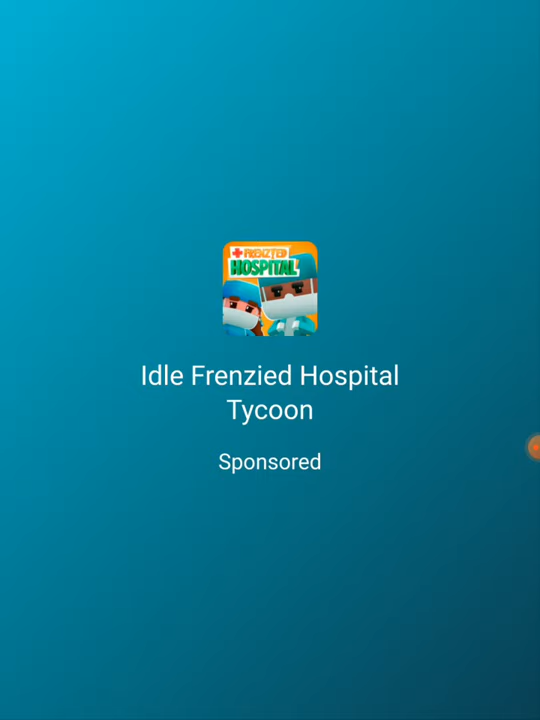 FRENZIED
HOSPITAL
Idle Frenzied Hospital
Tycoon
Sponsored